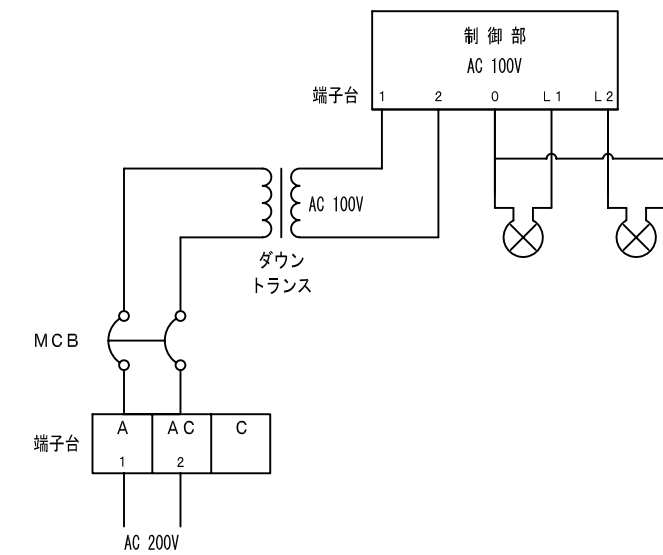 制御部
AC 100V
端子台
1 2 0 L1 L2
AC 100V
ダウン
トランス
MCB
端子台
A AC C
1 2
AC 200V